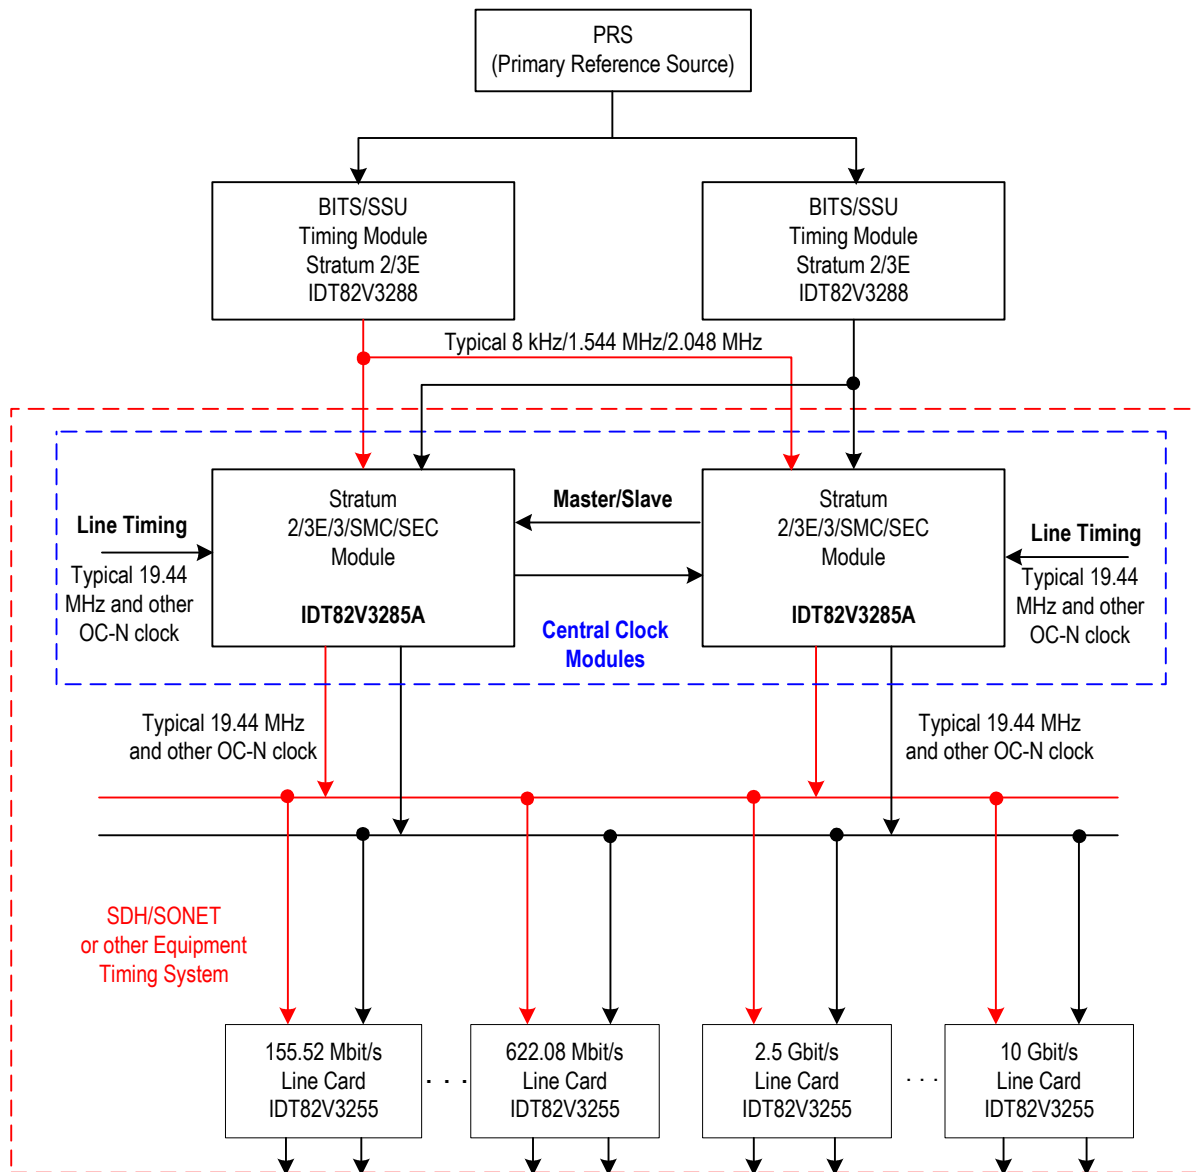 PRS
(Primary Reference Source)
BITS/SSU
Timing Module
Stratum 2/3E
IDT82V3288
BITS/SSU
Timing Module
Stratum 2/3E
IDT82V3288
Typical 8 kHz/1.544 MHz/2.048 MHz
Line Timing
Typical 19.44
MHz and other
OC-N clock
Stratum
2/3E/3/SMC/SEC
Module
IDT82V3285A
Master/Slave
Central Clock
Modules
Stratum
2/3E/3/SMC/SEC
Module
IDT82V3285A
Line Timing
Typical 19.44
MHz and other
OC-N clock
Typical 19.44 MHz
and other OC-N clock
Typical 19.44 MHz
and other OC-N clock
SDH/SONET
or other Equipment
Timing System
155.52 Mbit/s
Line Card
IDT82V3255
. . .
622.08 Mbit/s
Line Card
IDT82V3255
2.5 Gbit/s
Line Card
IDT82V3255
. . .
10 Gbit/s
Line Card
IDT82V3255